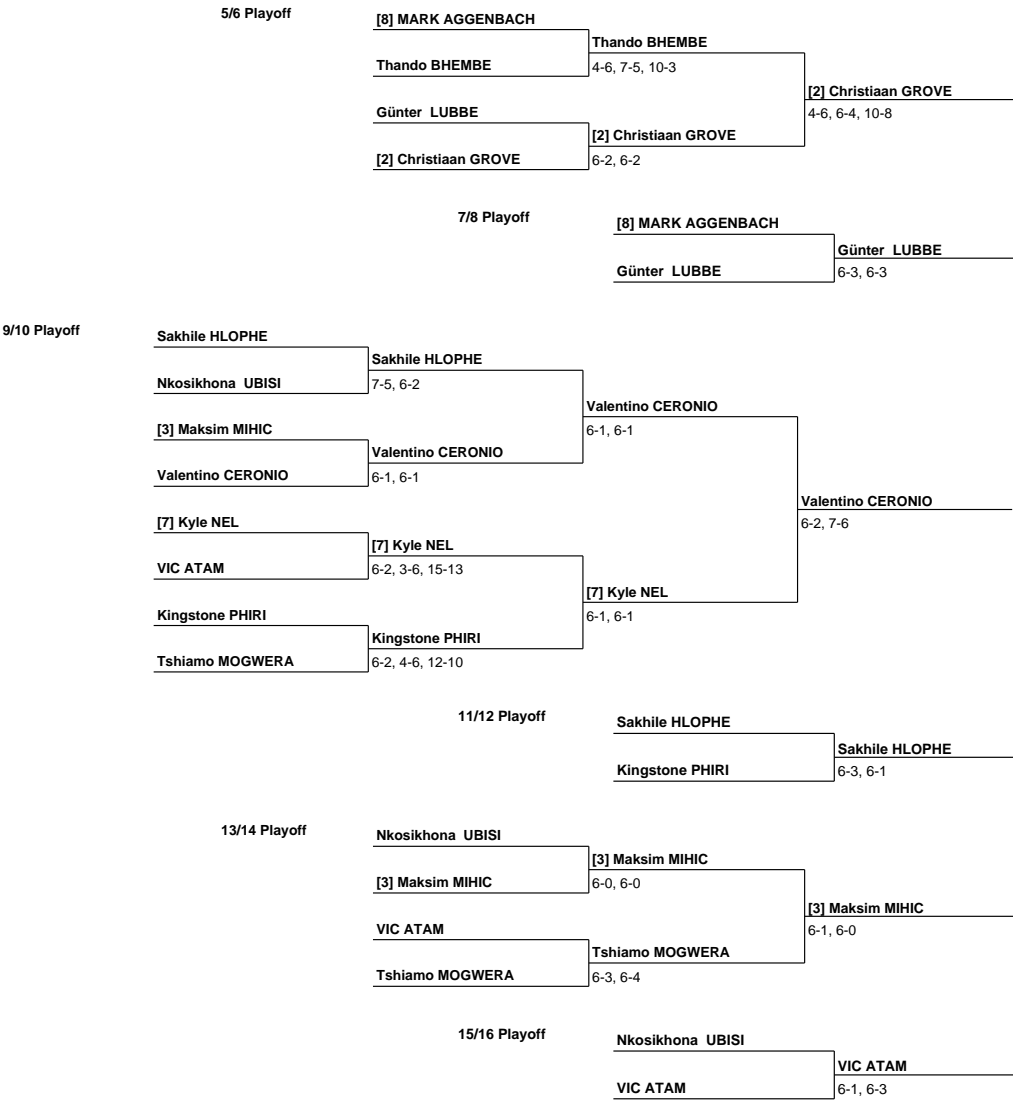 5/6 Playoff
[8] MARK AGGENBACH
Thando BHEMBE
Thando BHEMBE
4-6, 7-5, 10-3
[2] Christiaan GROVE
Günter LUBBE
4-6, 6-4, 10-8
[2] Christiaan GROVE
[2] Christiaan GROVE
6-2, 6-2
7/8 Playoff
[8] MARK AGGENBACH
Günter LUBBE
Günter LUBBE
6-3, 6-3
9/10 Playoff
Sakhile HLOPHE
Sakhile HLOPHE
Nkosikhona UBISI
7-5, 6-2
Valentino CERONIO
[3] Maksim MIHIC
6-1, 6-1
Valentino CERONIO
Valentino CERONIO
6-1, 6-1
Valentino CERONIO
[7] Kyle NEL
6-2, 7-6
[7] Kyle NEL
VIC ATAM
6-2, 3-6, 15-13
[7] Kyle NEL
Kingstone PHIRI
6-1, 6-1
Kingstone PHIRI
Tshiamo MOGWERA
6-2, 4-6, 12-10
11/12 Playoff
Sakhile HLOPHE
Sakhile HLOPHE
Kingstone PHIRI
6-3, 6-1
13/14 Playoff
Nkosikhona UBISI
[3] Maksim MIHIC
[3] Maksim MIHIC
6-0, 6-0
[3] Maksim MIHIC
VIC ATAM
6-1, 6-0
Tshiamo MOGWERA
Tshiamo MOGWERA
6-3, 6-4
15/16 Playoff
Nkosikhona UBISI
VIC ATAM
VIC ATAM
6-1, 6-3